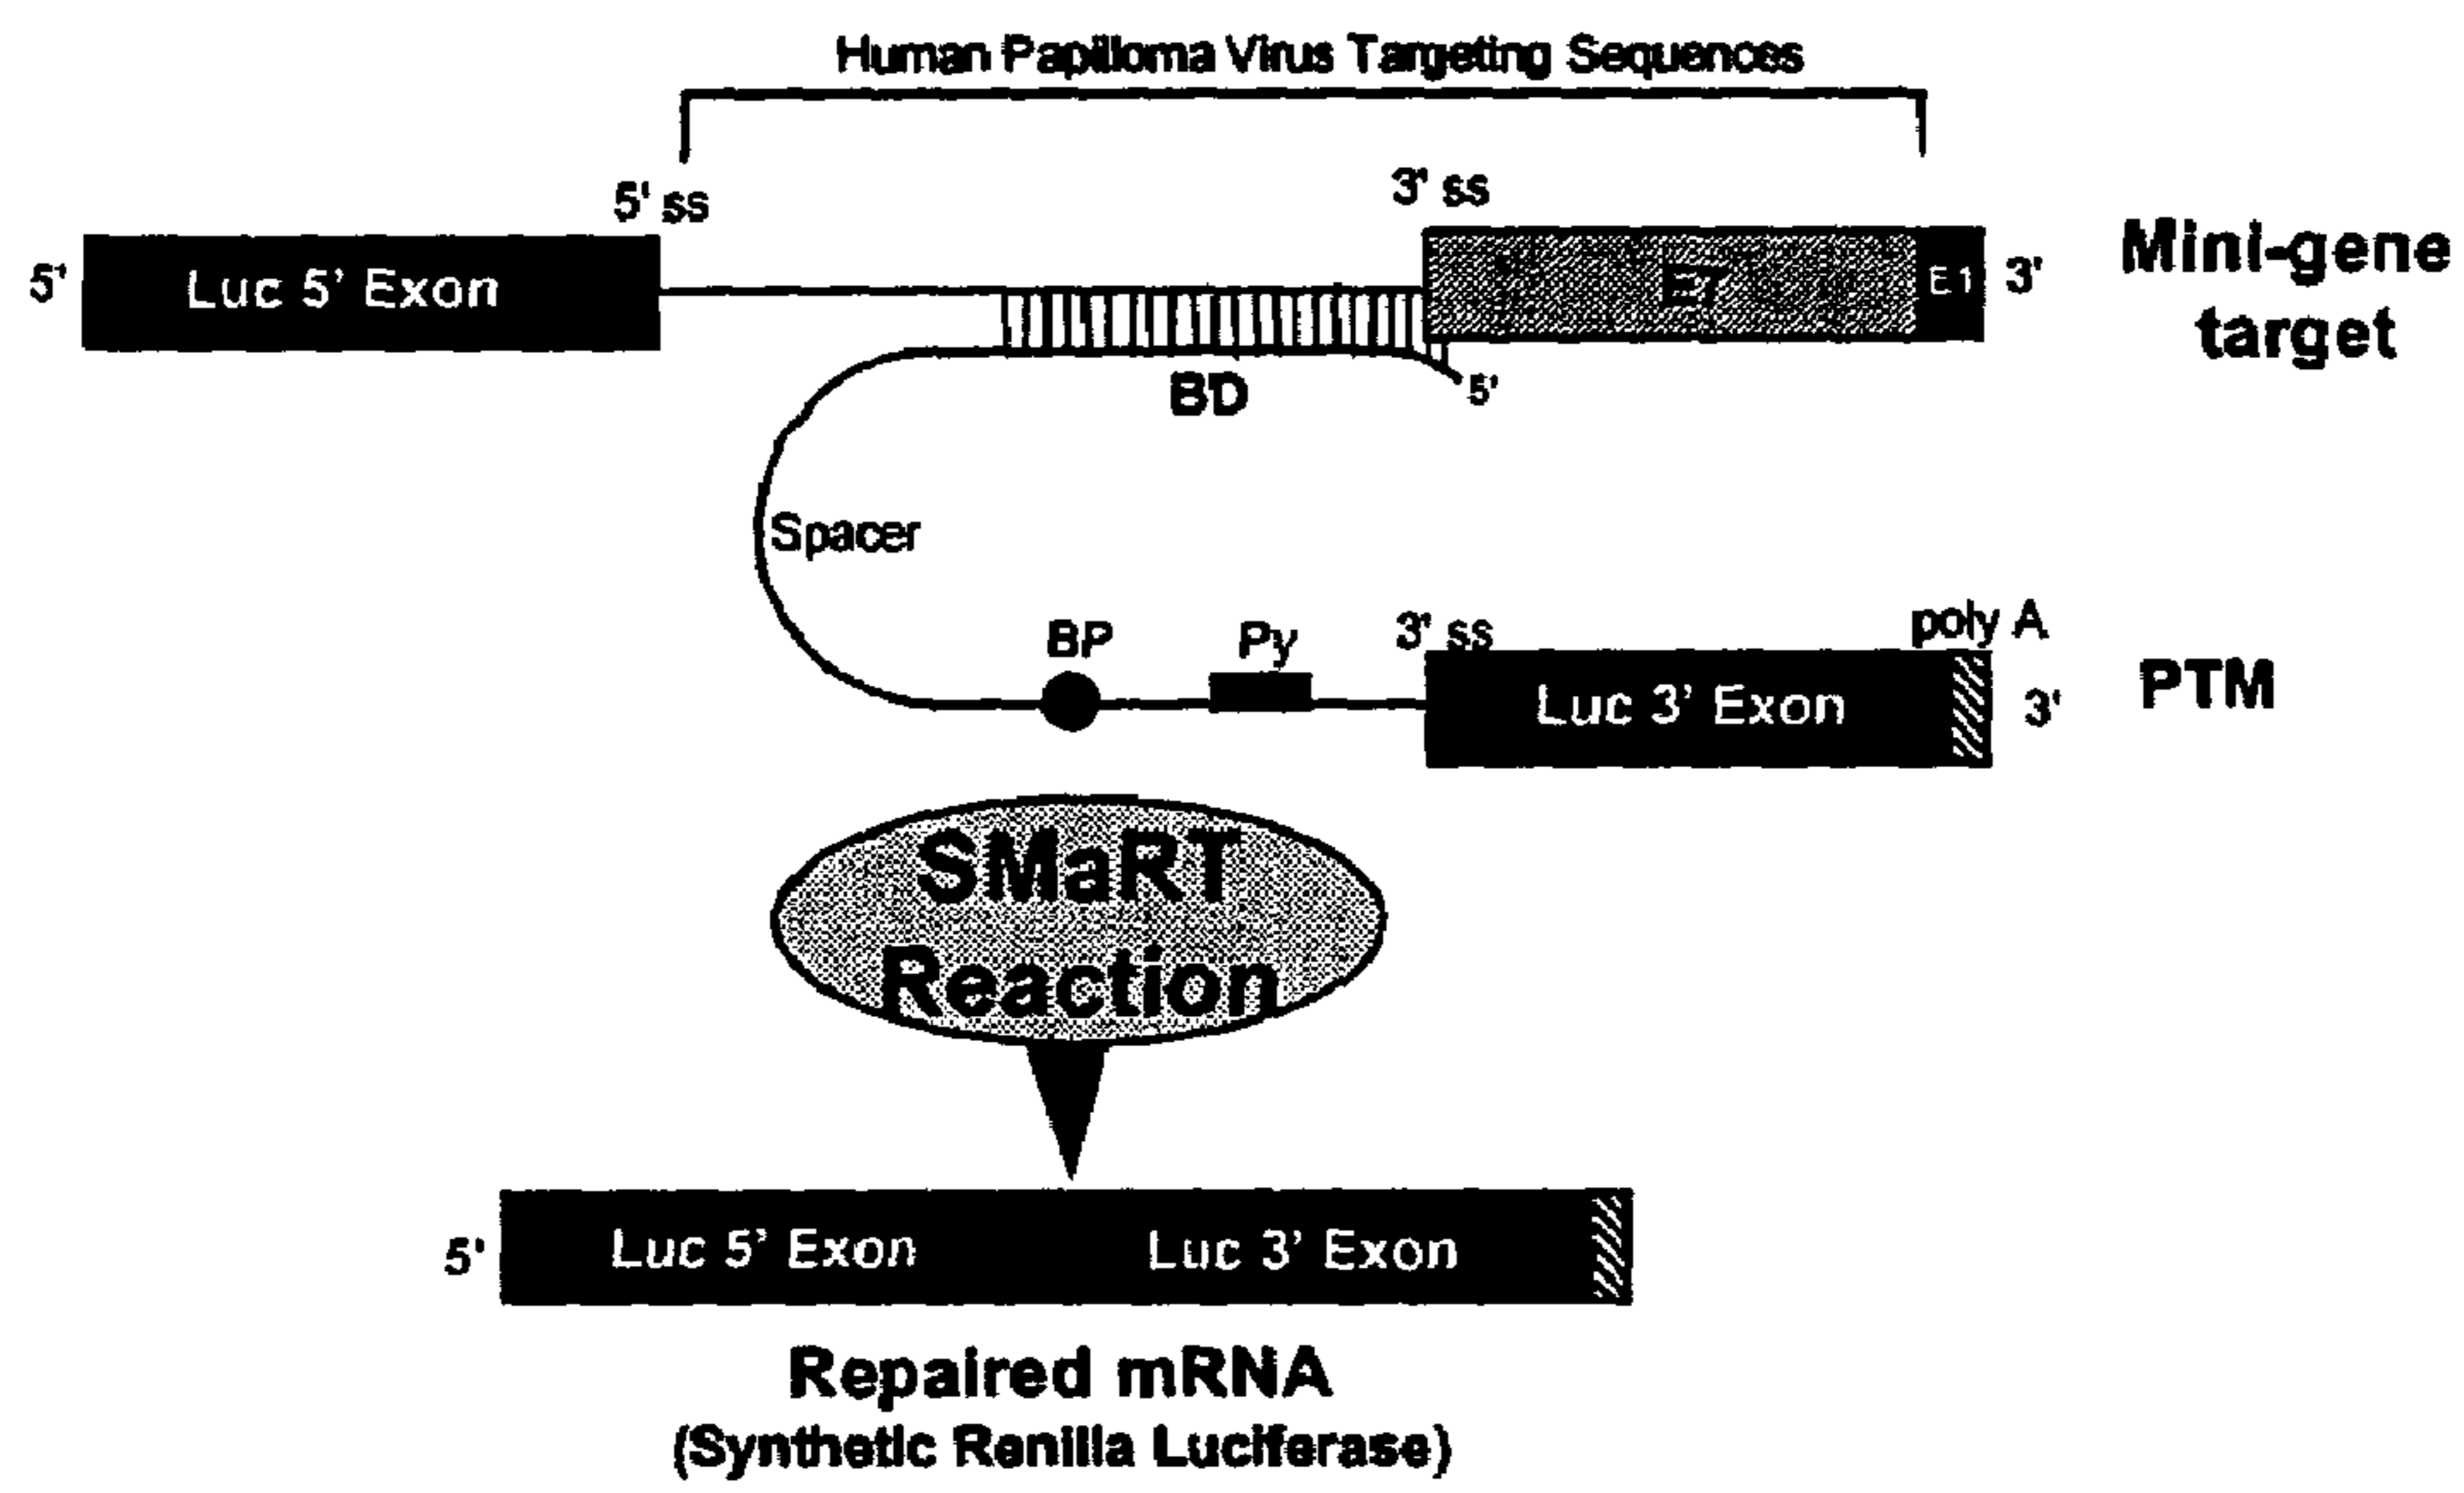 Human Papilloma Virus Targeting Sequences
5' ss
3' ss
5'
Luc 5' Exon
E7
E1
3'
Mini-gene
target
BD
5'
Spacer
BP
Py
3' ss
poly A
Luc 3' Exon
3'
PTM
SMaRT
Reaction
5'
Luc 5' Exon
Luc 3' Exon
Repaired mRNA
(Synthetic Renilla Luciferase)